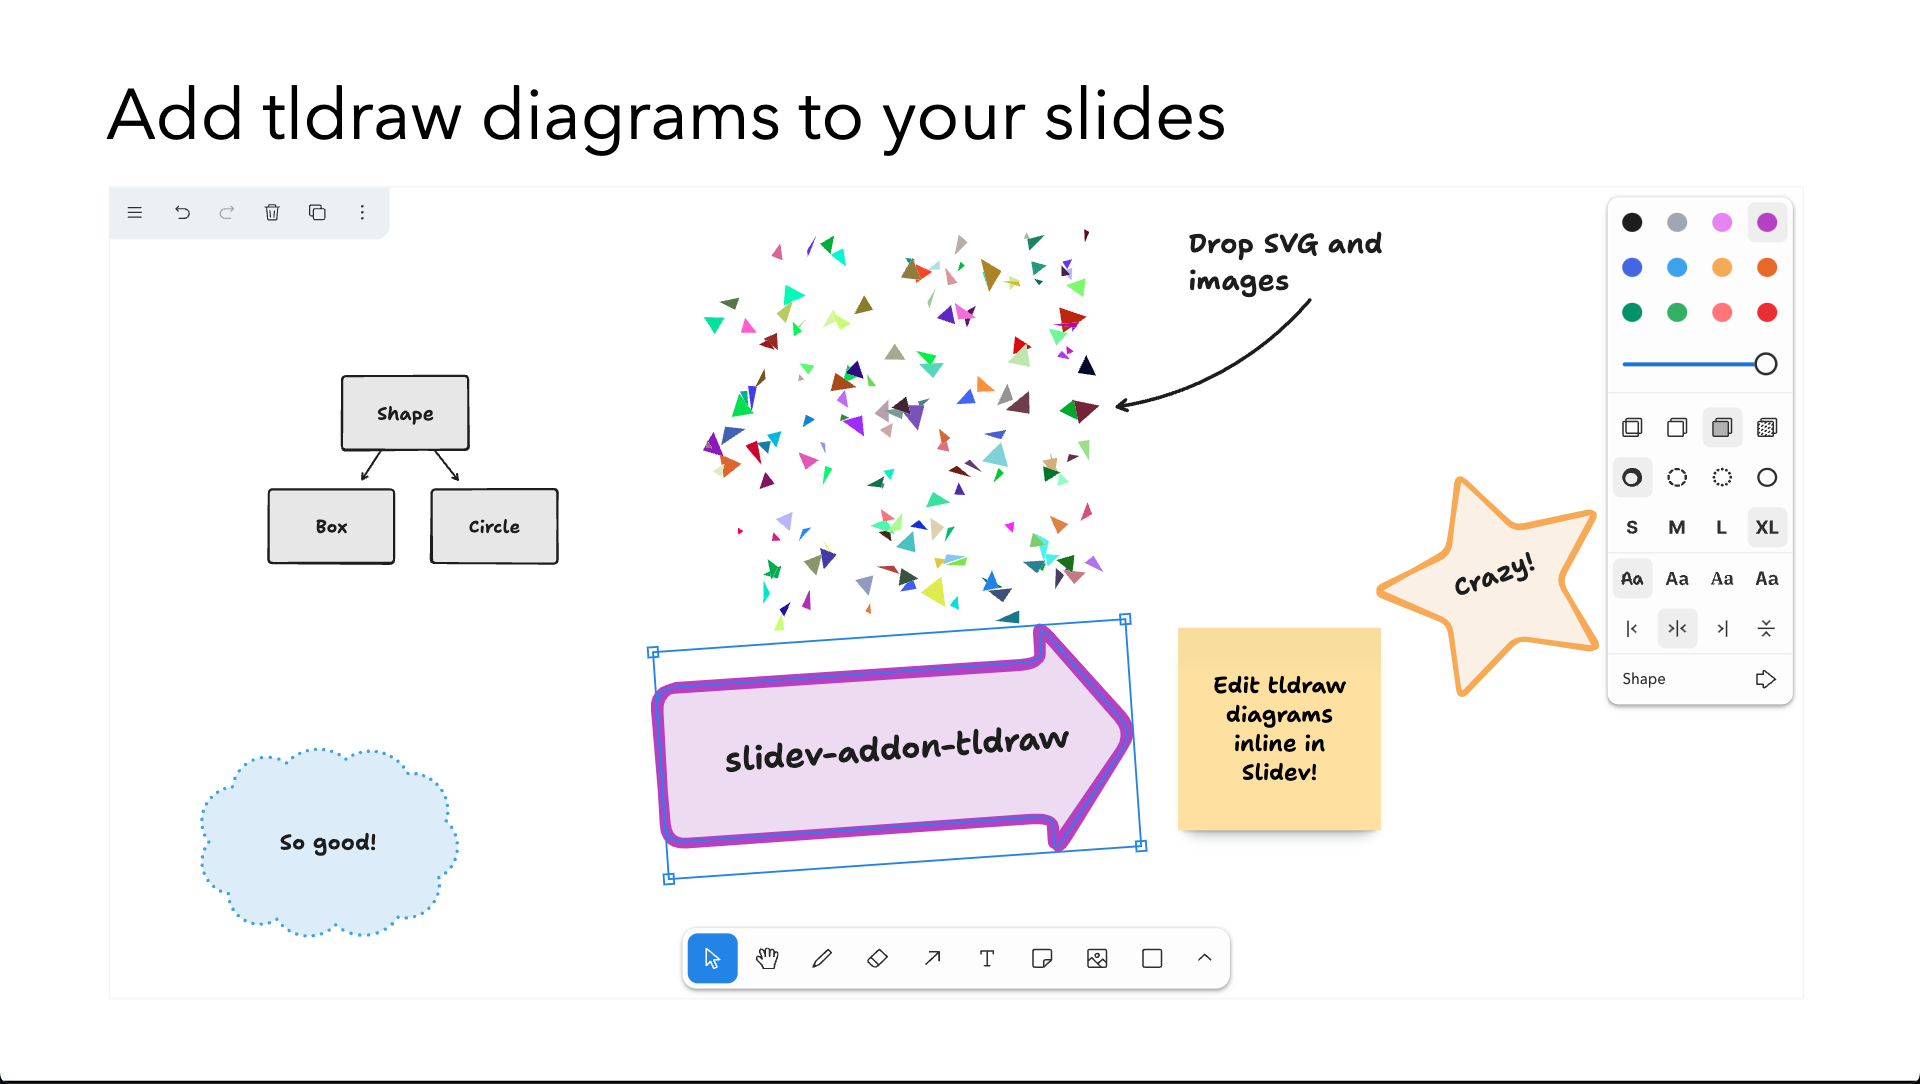 Add tldraw diagrams to your slides
Drop SVG and
images
Shape
Box
Circle
Crazy!
slidev-addon-tldraw
Edit tldraw
diagrams
inline in
Slidev!
So good!
S M L XL
Aa Aa Aa Aa
Shape